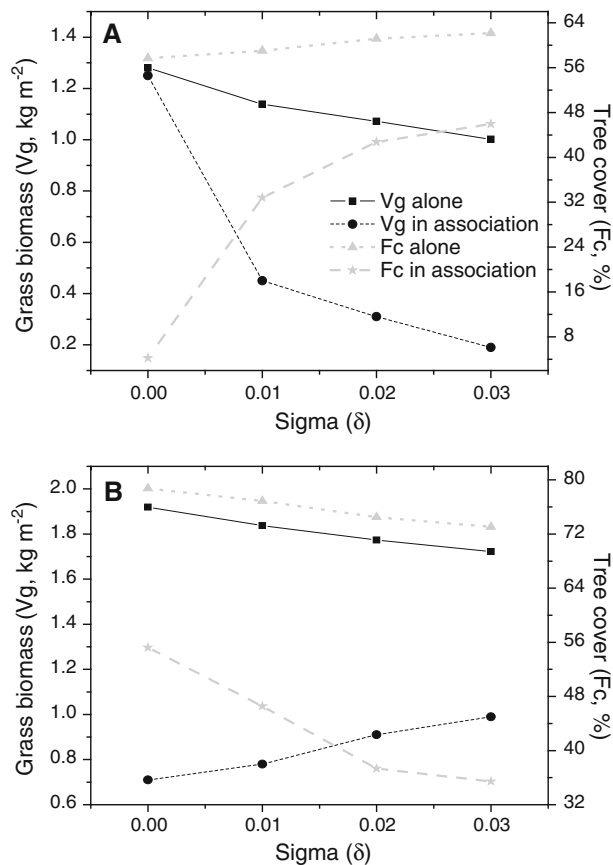 A
Grass biomass (Vg, kg m-2)
1.4
1.2
1.0
0.8
0.6
0.4
0.2
64
56
48
40
32
24
16
8
Tree cover (Fc, %)
Vg alone
Vg in association
Fc alone
Fc in association
0.00 0.01 0.02 0.03
Sigma (δ)
B
Grass biomass (Vg, kg m-2)
2.0
1.8
1.6
1.4
1.3
1.0
0.8
0.6
80
72
64
56
48
40
32
Tree cover (Fc, %)
0.00 0.01 0.02 0.03
Sigma (δ)